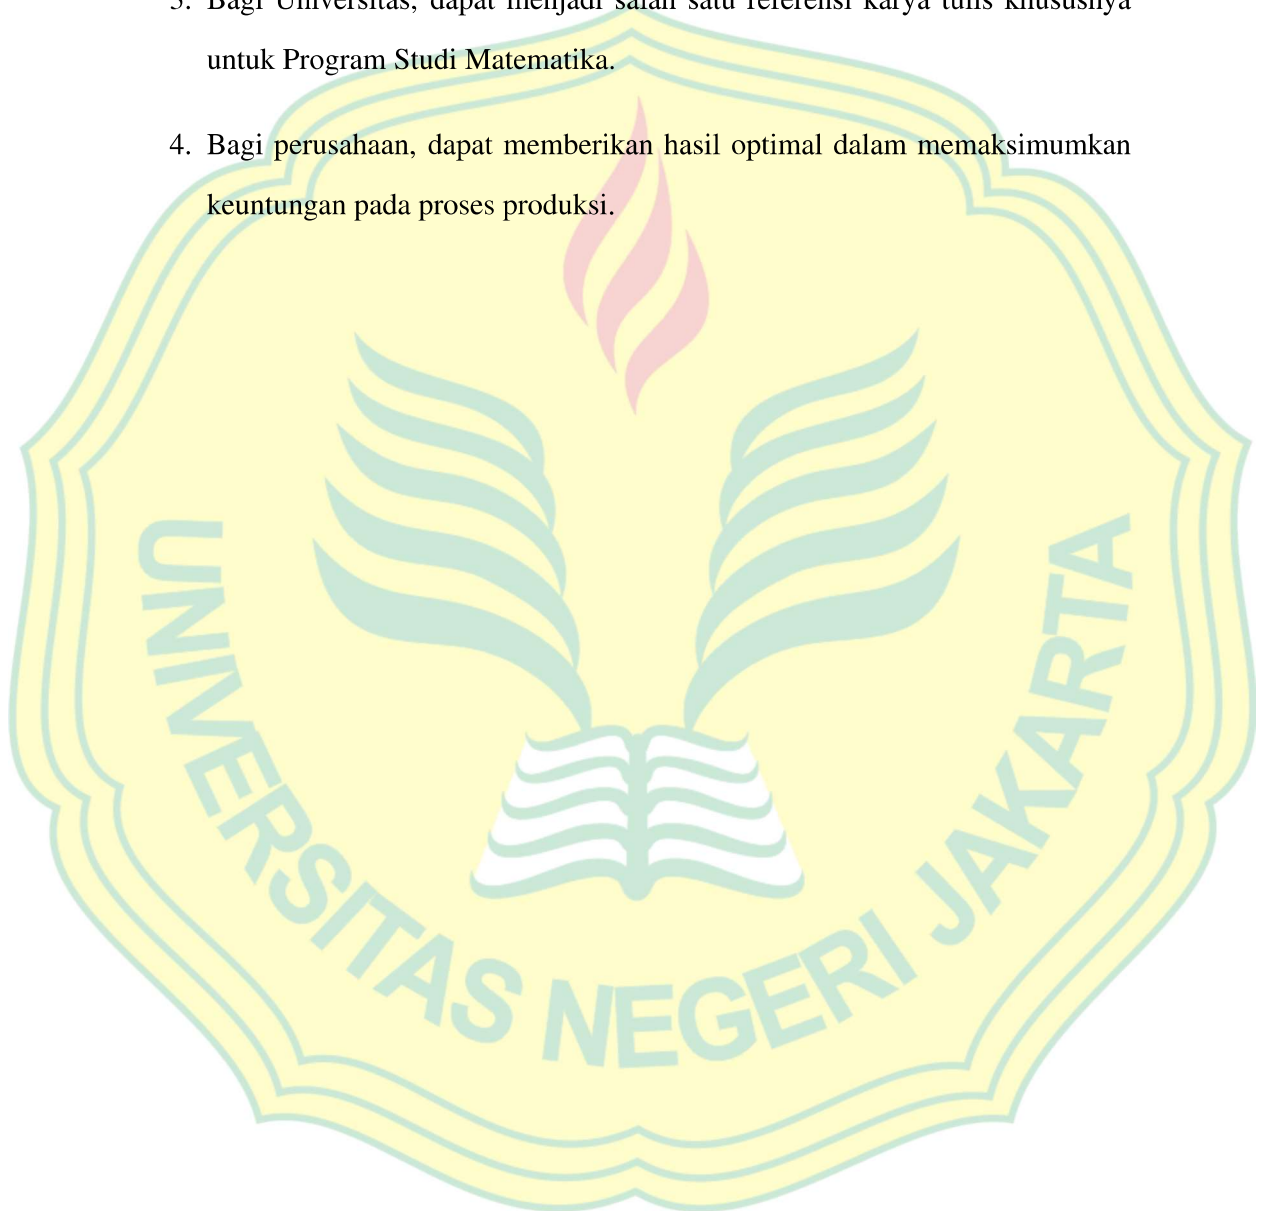 3. Bagi Universitas, dapat menjadi salah satu referensi karya tulis khususnya
untuk Program Studi Matematika.
4. Bagi perusahaan, dapat memberikan hasil optimal dalam memaksimumkan
keuntungan pada proses produksi.
UNIVERSITAS NEGERI JAKARTA